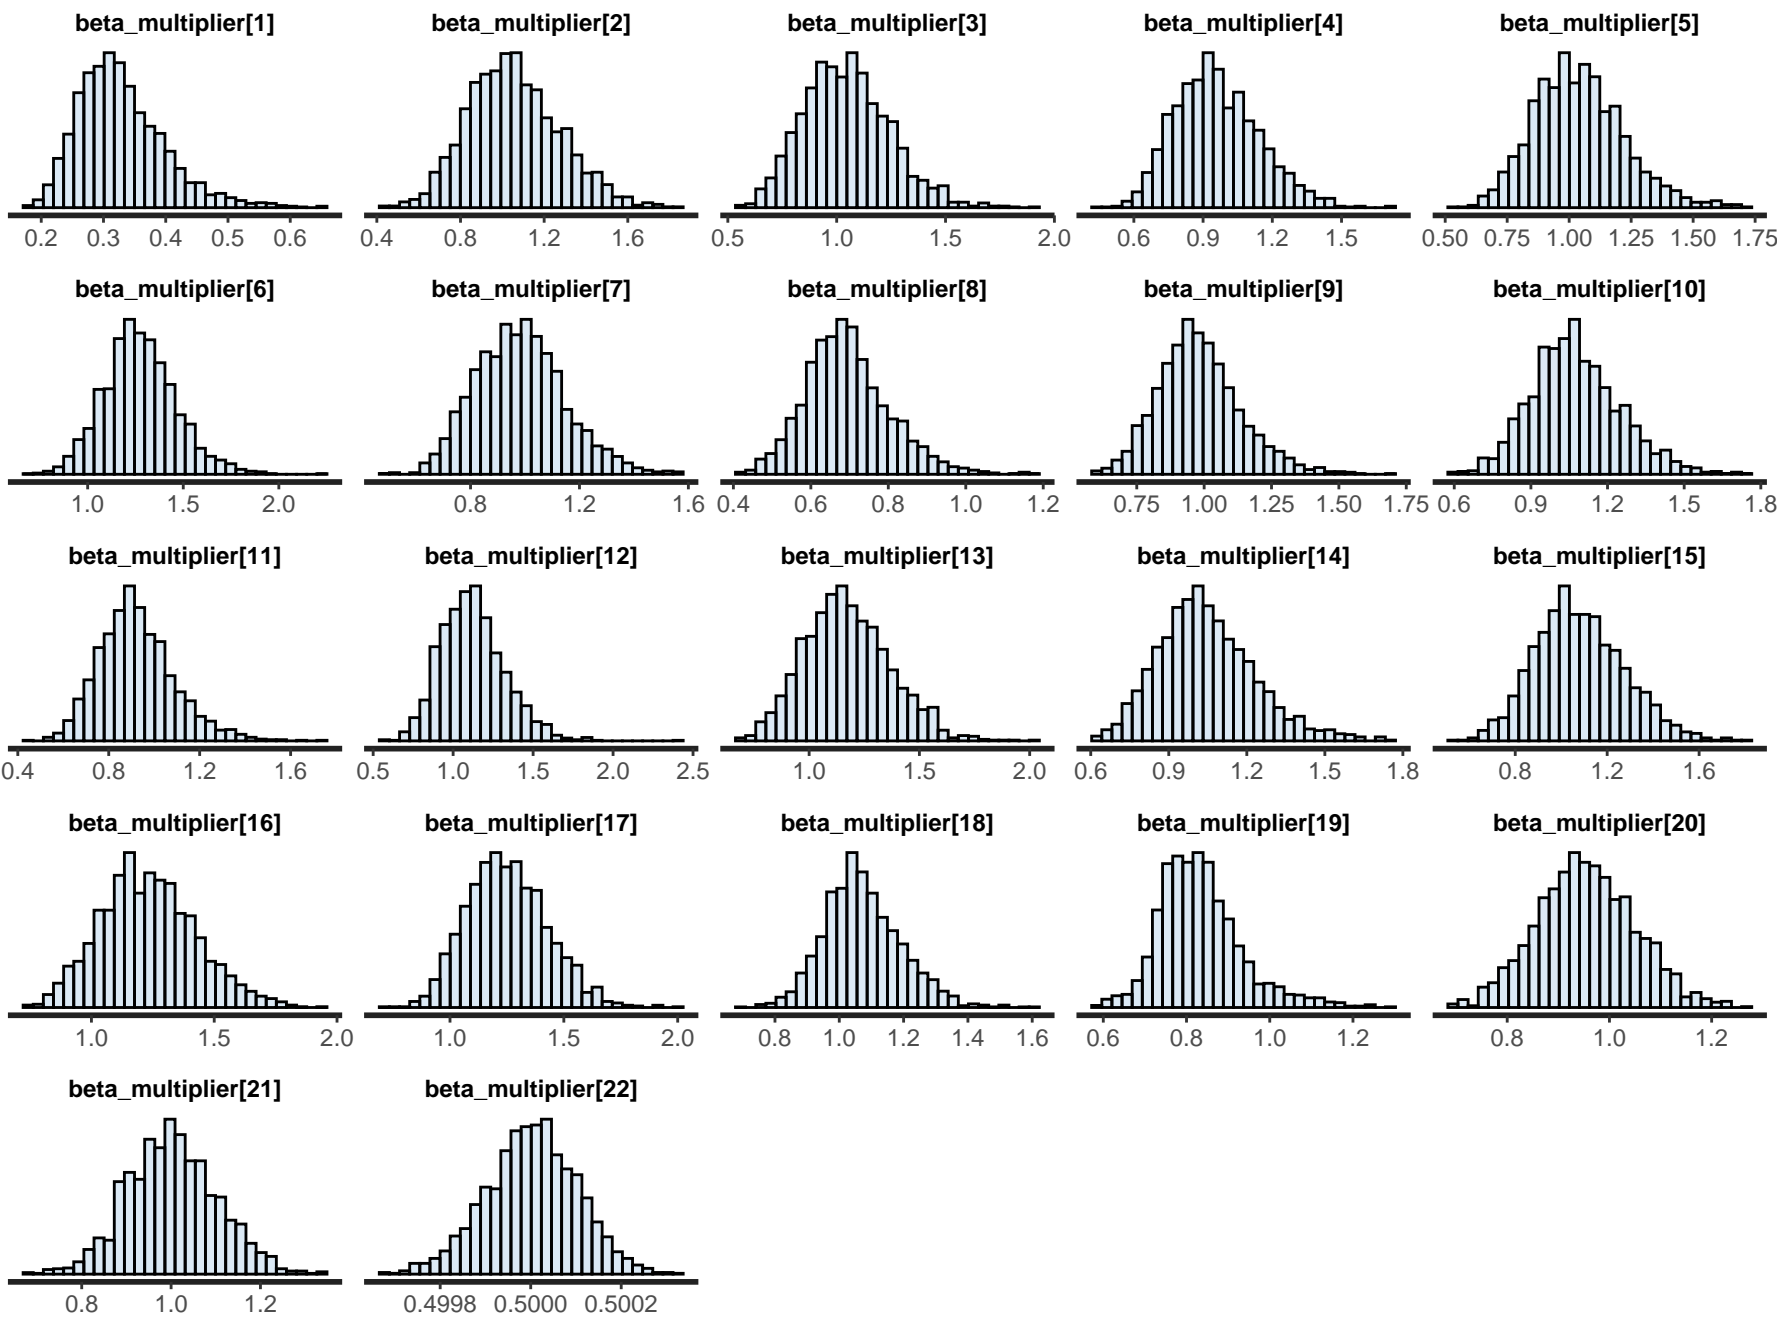 beta_multiplier[1] beta_multiplier[2] beta_multiplier[3] beta_multiplier[4] beta_multiplier[5]
0.2 0.3 0.4 0.5 0.6 0.4 0.8 1.2 1.6 0.5 1.0 1.5 2.0 0.6 0.9 1.2 1.5 0.50 0.75 1.00 1.25 1.50 1.75
beta_multiplier[6] beta_multiplier[7] beta_multiplier[8] beta_multiplier[9] beta_multiplier[10]
1.0 1.5 2.0 0.8 1.2 1.6 0.4 0.6 0.8 1.0 1.2 0.75 1.00 1.25 1.50 1.75 0.6 0.9 1.2 1.5 1.8
beta_multiplier[11] beta_multiplier[12] beta_multiplier[13] beta_multiplier[14] beta_multiplier[15]
0.4 0.8 1.2 1.6 0.5 1.0 1.5 2.0 2.5 1.0 1.5 2.0 0.6 0.9 1.2 1.5 1.8 0.8 1.2 1.6
beta_multiplier[16] beta_multiplier[17] beta_multiplier[18] beta_multiplier[19] beta_multiplier[20]
1.0 1.5 2.0 1.0 1.5 2.0 0.8 1.0 1.2 1.4 1.6 0.6 0.8 1.0 1.2 0.8 1.0 1.2
beta_multiplier[21] beta_multiplier[22]
0.8 1.0 1.2 0.4998 0.5000 0.5002